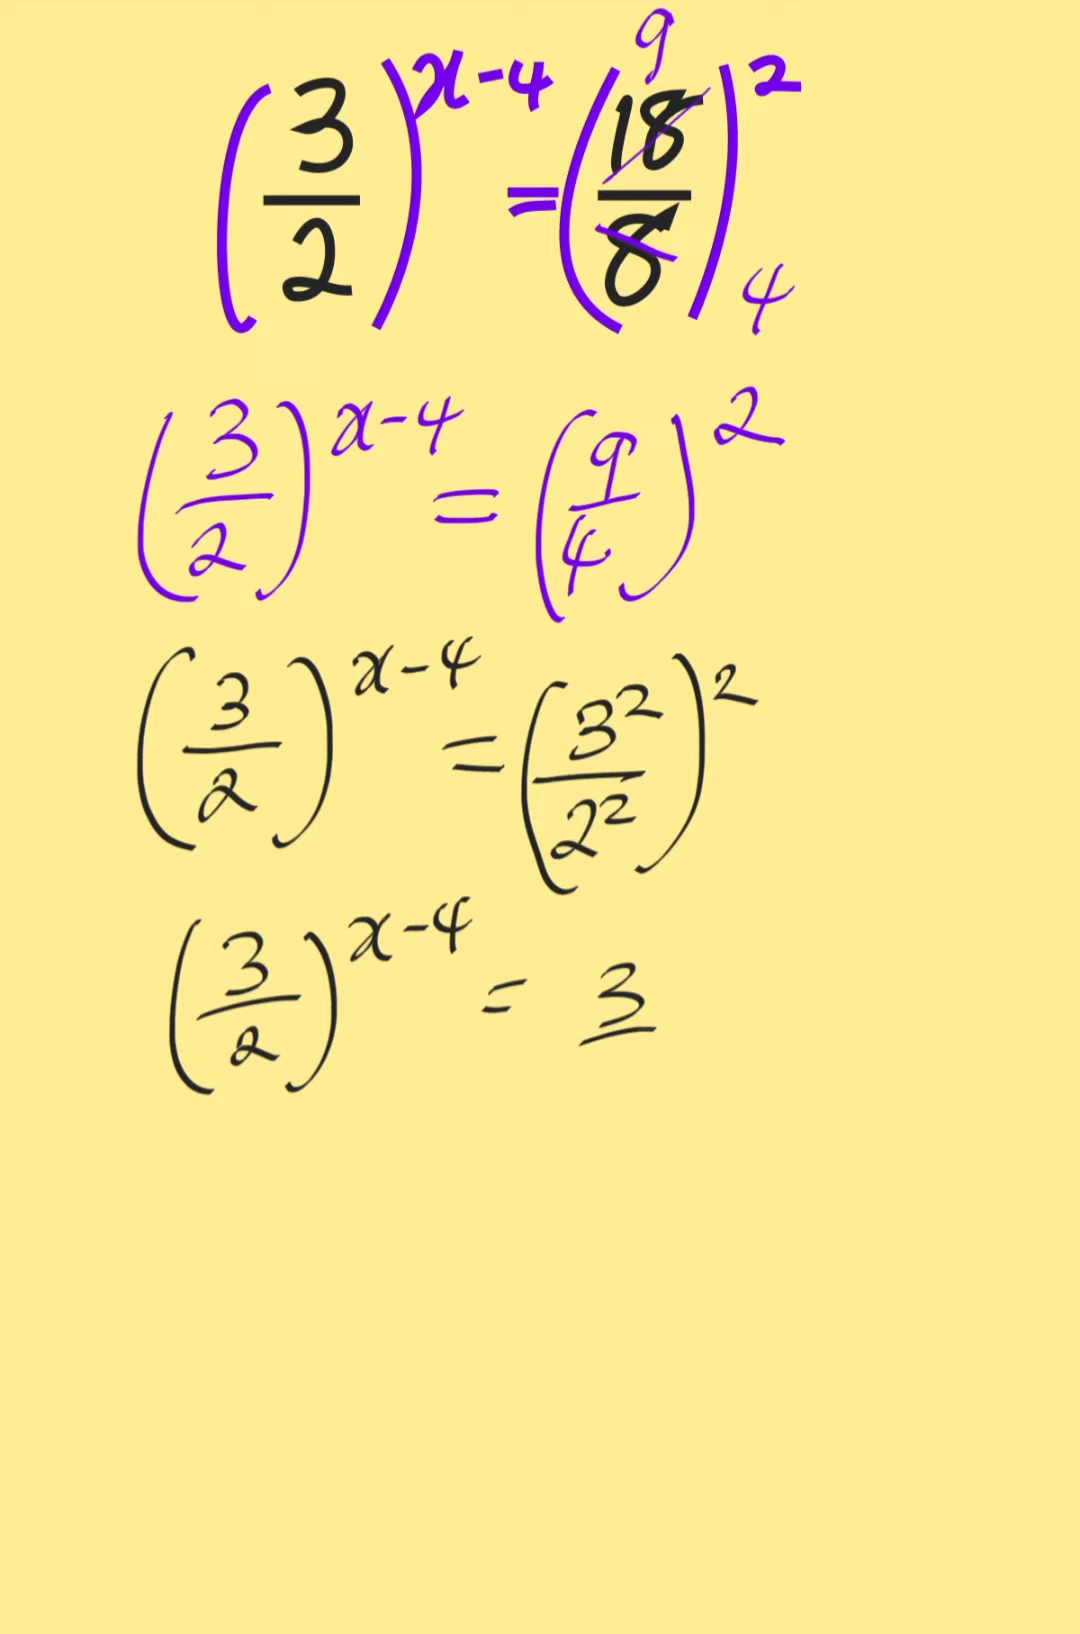 (3/2)^(x-4) = (18/8)^2 9 4
(3/2)^(x-4) = (9/4)^2
(3/2)^(x-4) = (3^2/2^2)^2
(3/2)^(x-4) = 3/